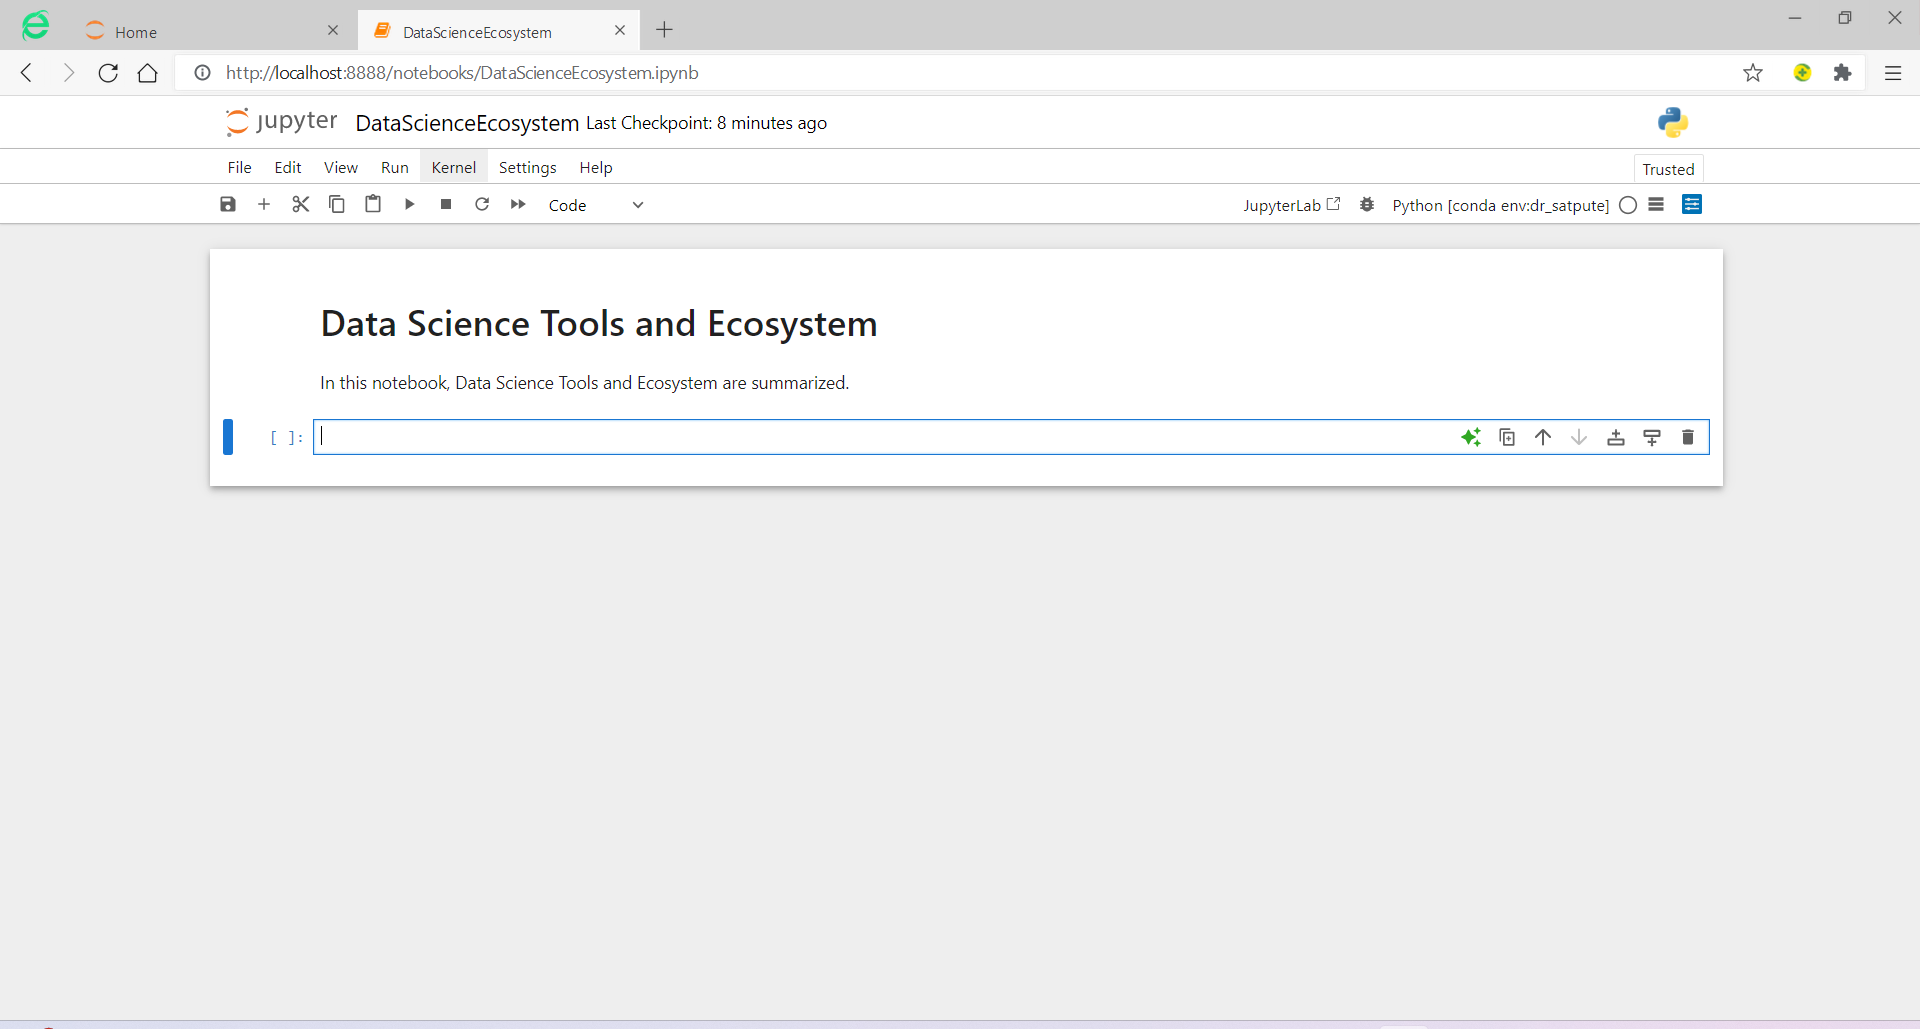 Home
DataScienceEcosystem
http://localhost:8888/notebooks/DataScienceEcosystem.ipynb
jupyter DataScienceEcosystem Last Checkpoint: 8 minutes ago
File Edit View Run Kernel Settings Help
Trusted
Code
JupyterLab
Python [conda env:dr_satpute]
Data Science Tools and Ecosystem
In this notebook, Data Science Tools and Ecosystem are summarized.
[ ]: